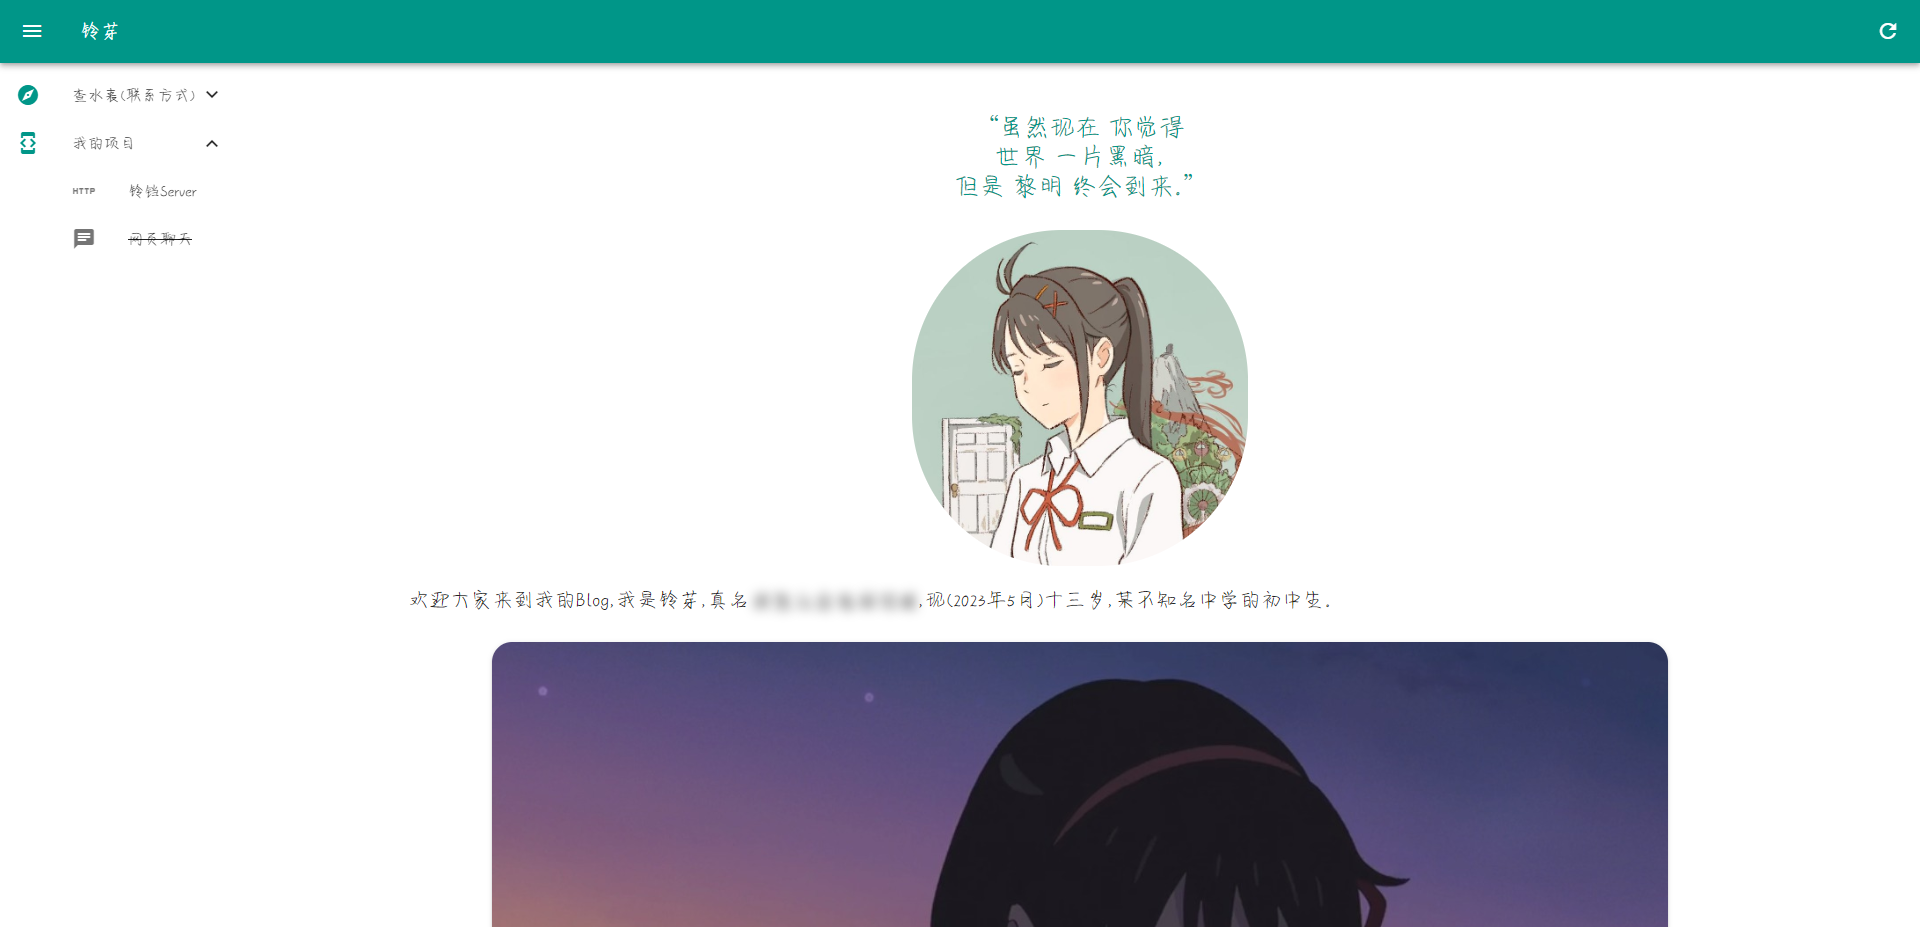 铃芽
查水表(联系方式)
我的项目
HTTP 铃铛Server
网页聊天
“虽然现在 你觉得
世界 一片黑暗,
但是 黎明 终会到来.”
欢迎大家来到我的Blog,我是铃芽,真名 ,现(2023年5月)十三岁,某不知名中学的初中生.